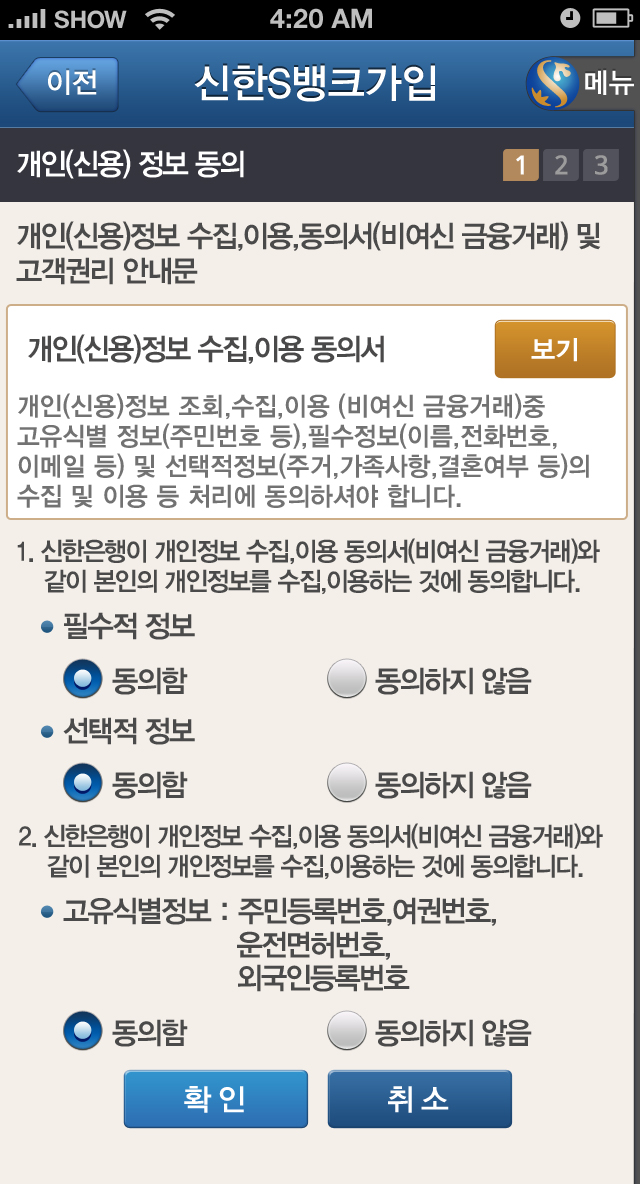 SHOW 4:20 AM
이전 신한S뱅크가입 메뉴
개인(신용) 정보 동의 1 2 3
개인(신용)정보 수집,이용,동의서(비여신 금융거래) 및
고객권리 안내문
개인(신용)정보 수집,이용 동의서 보기
개인(신용)정보 조회,수집,이용 (비여신 금융거래)중
고유식별 정보(주민번호 등),필수정보(이름,전화번호,
이메일 등) 및 선택적정보(주거,가족사항,결혼여부 등)의
수집 및 이용 등 처리에 동의하셔야 합니다.
1. 신한은행이 개인정보 수집,이용 동의서(비여신 금융거래)와
같이 본인의 개인정보를 수집,이용하는 것에 동의합니다.
• 필수적 정보
동의함 동의하지 않음
• 선택적 정보
동의함 동의하지 않음
2. 신한은행이 개인정보 수집,이용 동의서(비여신 금융거래)와
같이 본인의 개인정보를 수집,이용하는 것에 동의합니다.
• 고유식별정보 : 주민등록번호,여권번호,
운전면허번호,
외국인등록번호
동의함 동의하지 않음
확인 취소